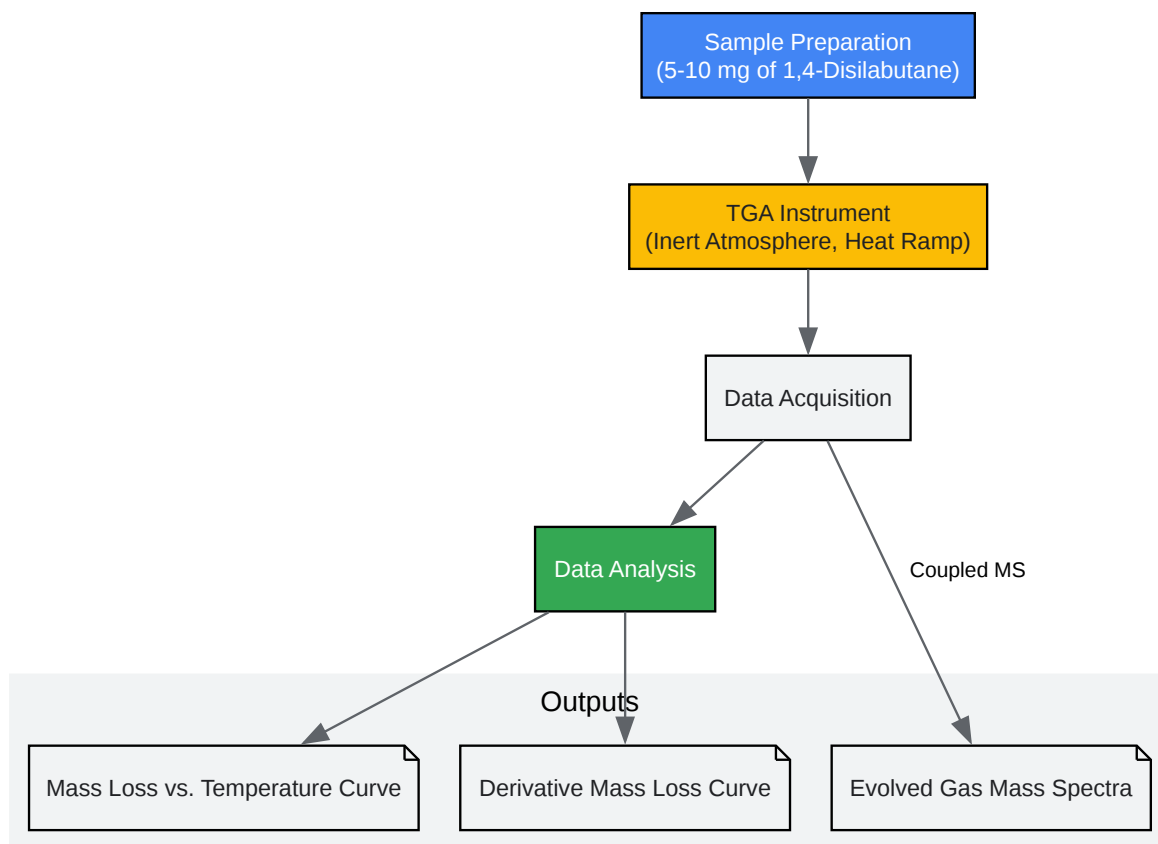 Sample Preparation
(5-10 mg of 1,4-Disilabutane)
TGA Instrument
(Inert Atmosphere, Heat Ramp)
Data Acquisition
Data Analysis
Coupled MS
Outputs
Mass Loss vs. Temperature Curve
Derivative Mass Loss Curve
Evolved Gas Mass Spectra